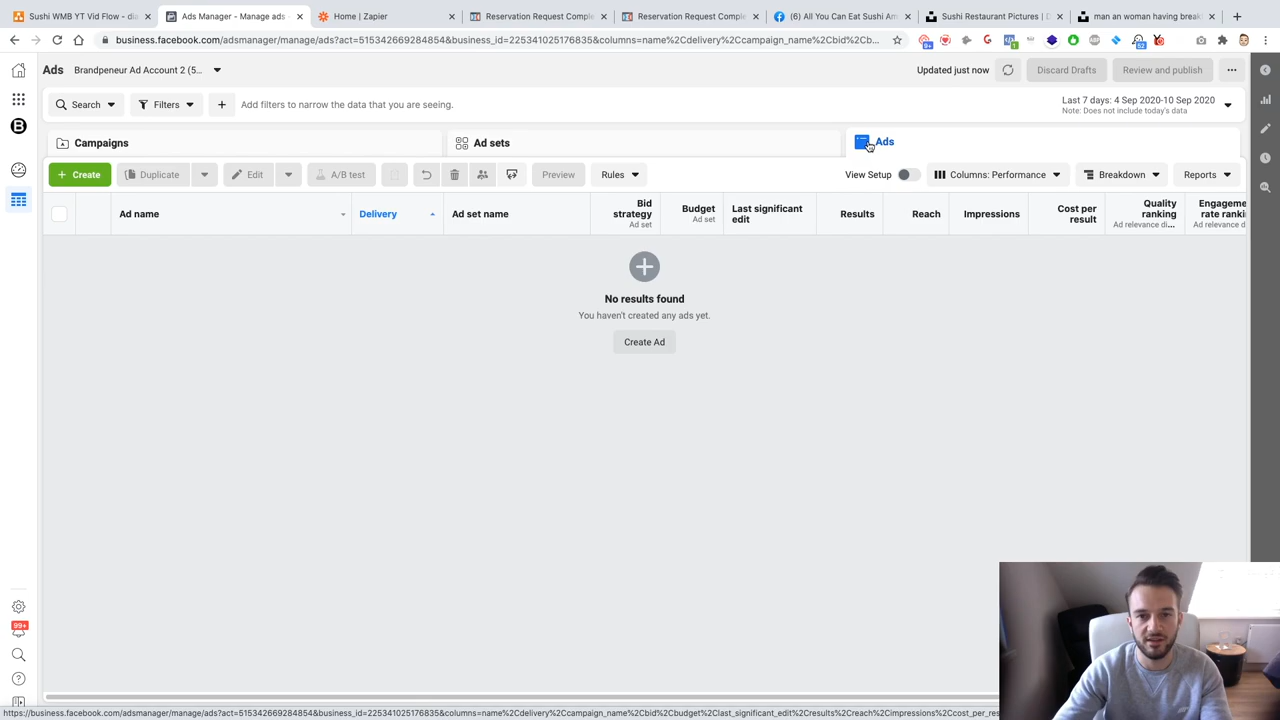 Sushi WMB YT Vid Flow - dia
Ads Manager - Manage ads -
Home | Zapier
Reservation Request Comple
Reservation Request Comple
(6) All You Can Eat Sushi Am
Sushi Restaurant Pictures | D
man an woman having break
business.facebook.com/adsmanager/manage/ads?act=515342669284854&business_id=225341025176835&columns=name%2Cdelivery%2Ccampaign_name%2Cbid%2Cb...
Ads
Brandpeneur Ad Account 2 (5...
Updated just now
Discard Drafts
Review and publish
Search
Filters
Add filters to narrow the data that you are seeing.
Last 7 days: 4 Sep 2020-10 Sep 2020
Note: Does not include today's data
Campaigns
Ad sets
Ads
+ Create
Duplicate
Edit
A/B test
Preview
Rules
View Setup
Columns: Performance
Breakdown
Reports
Ad name
Delivery
Ad set name
Bid
strategy
Ad set
Budget
Ad set
Last significant
edit
Results
Reach
Impressions
Cost per
result
Quality
ranking
Ad relevance di...
Engageme
rate ranki
Ad relevance d
No results found
You haven't created any ads yet.
Create Ad
99+
https://business.facebook.com/adsmanager/manage/ads?act=515342669284854&business_id=225341025176835&columns=name%2Cdelivery%2Ccampaign_name%2Cbid%2Cbudget%2Clast_significant_edit%2Cresults%2Creach%2Cimpressions%2Ccost_per_res